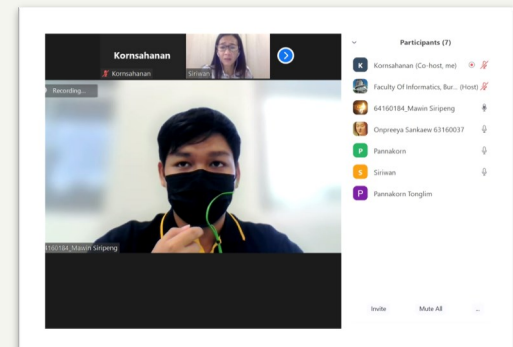 Kornsahanan
Kornsahanan
Siriwan
Recording...
4160184_Mawin Siripeng
Participants (7)
K Kornsahanan (Co-host, me)
Faculty Of Informatics, Bur... (Host)
64160184_Mawin Siripeng
Onpreeya Sankaew 63160037
P Pannakorn
S Siriwan
P Pannakorn Tonglim
Invite Mute All ...